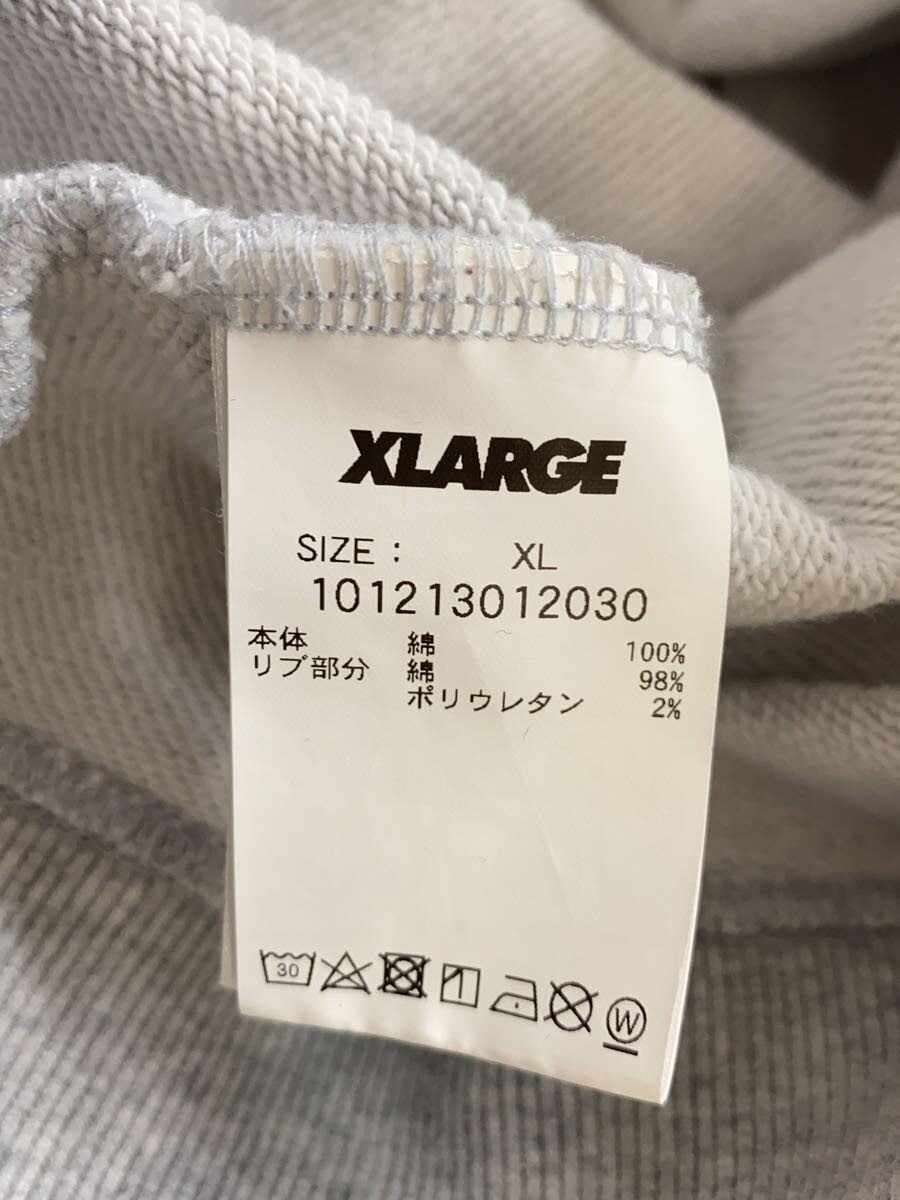 XLARGE
SIZE : XL
101213012030
本体 綿 100%
リブ部分 綿 98%
ポリウレタン 2%
30
W